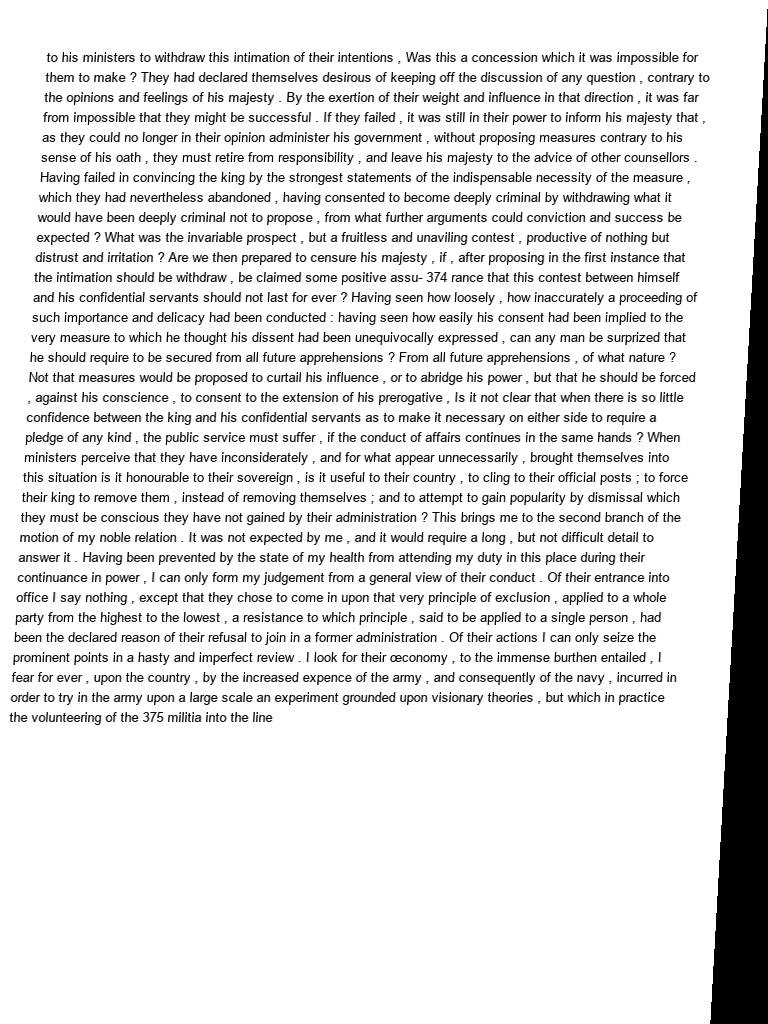 to his ministers to withdraw this intimation of their intentions , Was this a concession which it was impossible for
them to make ? They had declared themselves desirous of keeping off the discussion of any question , contrary to
the opinions and feelings of his majesty . By the exertion of their weight and influence in that direction , it was far
from impossible that they might be successful . If they failed , it was still in their power to inform his majesty that ,
as they could no longer in their opinion administer his government , without proposing measures contrary to his
sense of his oath , they must retire from responsibility , and leave his majesty to the advice of other counsellors .
Having failed in convincing the king by the strongest statements of the indispensable necessity of the measure ,
which they had nevertheless abandoned , having consented to become deeply criminal by withdrawing what it
would have been deeply criminal not to propose , from what further arguments could conviction and success be
expected ? What was the invariable prospect , but a fruitless and unaviling contest , productive of nothing but
distrust and irritation ? Are we then prepared to censure his majesty , if , after proposing in the first instance that
the intimation should be withdraw , be claimed some positive assu- 374 rance that this contest between himself
and his confidential servants should not last for ever ? Having seen how loosely , how inaccurately a proceeding of
such importance and delicacy had been conducted : having seen how easily his consent had been implied to the
very measure to which he thought his dissent had been unequivocally expressed , can any man be surprized that
he should require to be secured from all future apprehensions ? From all future apprehensions , of what nature ?
Not that measures would be proposed to curtail his influence , or to abridge his power , but that he should be forced
, against his conscience , to consent to the extension of his prerogative , Is it not clear that when there is so little
confidence between the king and his confidential servants as to make it necessary on either side to require a
pledge of any kind , the public service must suffer , if the conduct of affairs continues in the same hands ? When
ministers perceive that they have inconsiderately , and for what appear unnecessarily , brought themselves into
this situation is it honourable to their sovereign , is it useful to their country , to cling to their official posts ; to force
their king to remove them , instead of removing themselves ; and to attempt to gain popularity by dismissal which
they must be conscious they have not gained by their administration ? This brings me to the second branch of the
motion of my noble relation . It was not expected by me , and it would require a long , but not difficult detail to
answer it . Having been prevented by the state of my health from attending my duty in this place during their
continuance in power , I can only form my judgement from a general view of their conduct . Of their entrance into
office I say nothing , except that they chose to come in upon that very principle of exclusion , applied to a whole
party from the highest to the lowest , a resistance to which principle , said to be applied to a single person , had
been the declared reason of their refusal to join in a former administration . Of their actions I can only seize the
prominent points in a hasty and imperfect review . I look for their œconomy , to the immense burthen entailed , I
fear for ever , upon the country , by the increased expence of the army , and consequently of the navy , incurred in
order to try in the army upon a large scale an experiment grounded upon visionary theories , but which in practice
the volunteering of the 375 militia into the line